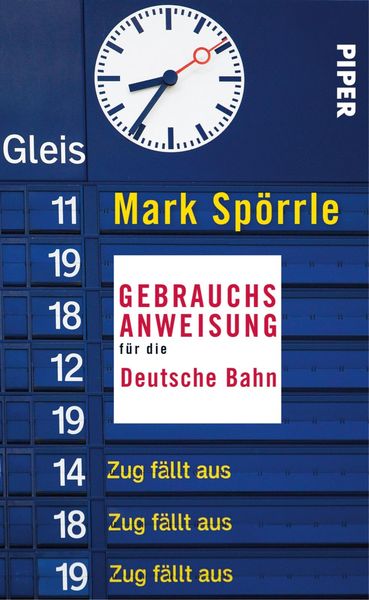 PIPER
Gleis
11 Mark Spörrle
19
GEBRAUCHS
18 ANWEISUNG
für die
12 Deutsche Bahn
19
14 Zug fällt aus
18 Zug fällt aus
19 Zug fällt aus